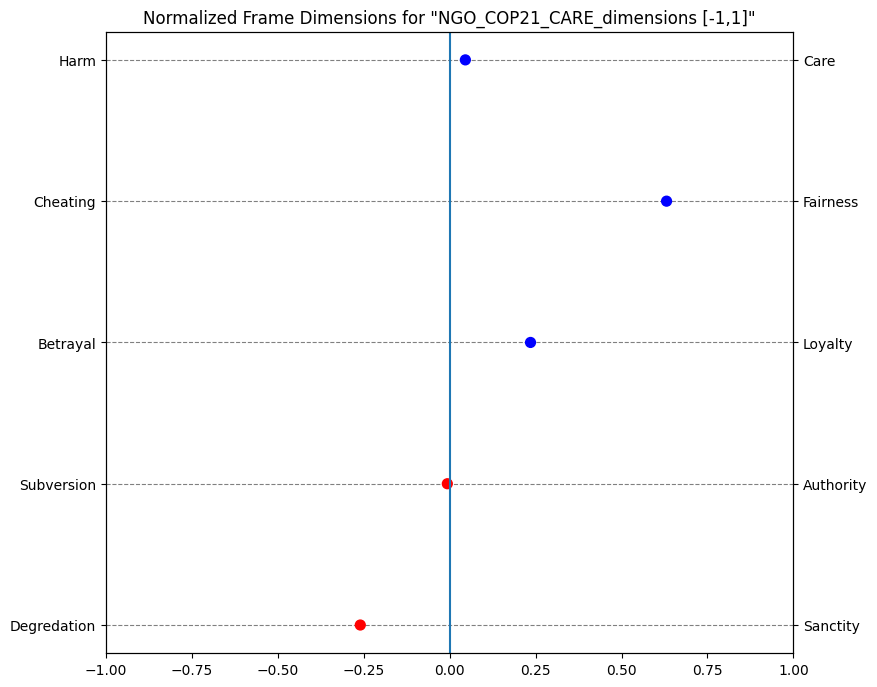 Normalized Frame Dimensions for "NGO_COP21_CARE_dimensions [-1,1]"
Harm Care
Cheating Fairness
Betrayal Loyalty
Subversion Authority
Degredation Sanctity
−1.00 −0.75 −0.50 −0.25 0.00 0.25 0.50 0.75 1.00